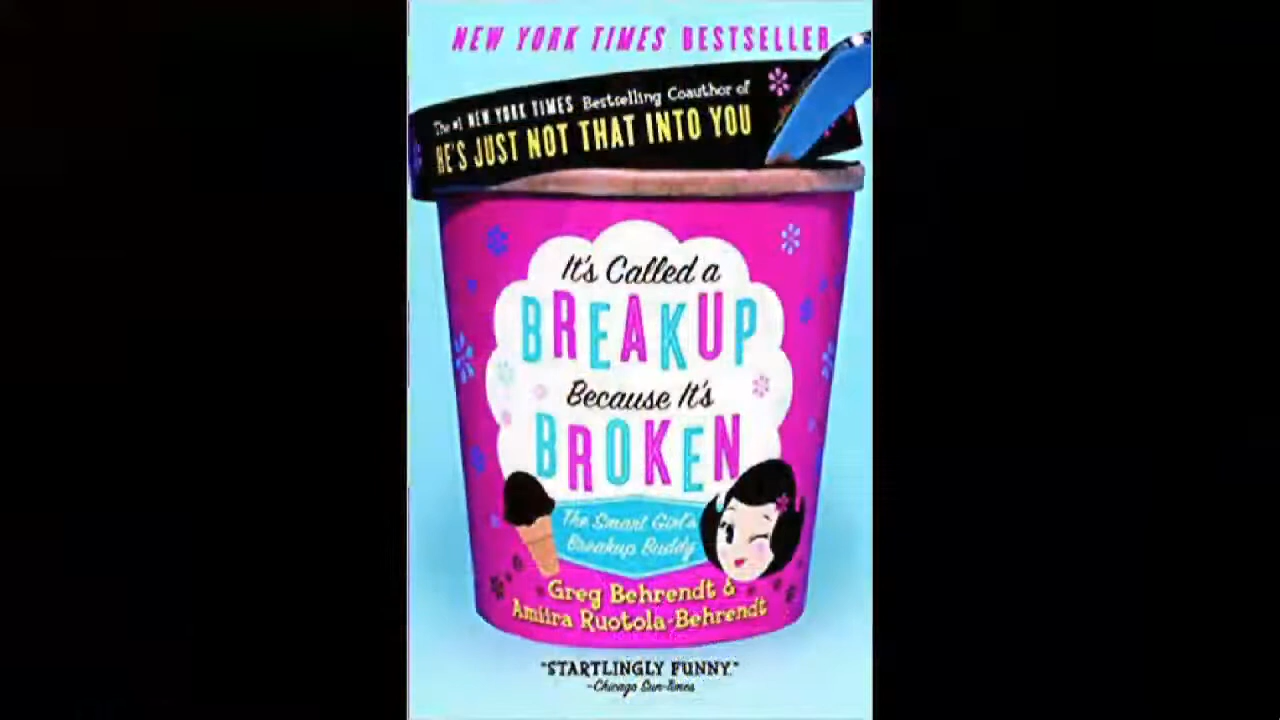 NEW YORK TIMES BESTSELLER
The #1 NEW YORK TIMES Bestselling Coauthor of
HE'S JUST NOT THAT INTO YOU
It's Called a
BREAKUP
Because It's
BROKEN
The Smart Girl's
Breakup Buddy
Greg Behrendt &
Amiira Ruotola-Behrendt
"STARTLINGLY FUNNY."
-Chicago Sun-Times